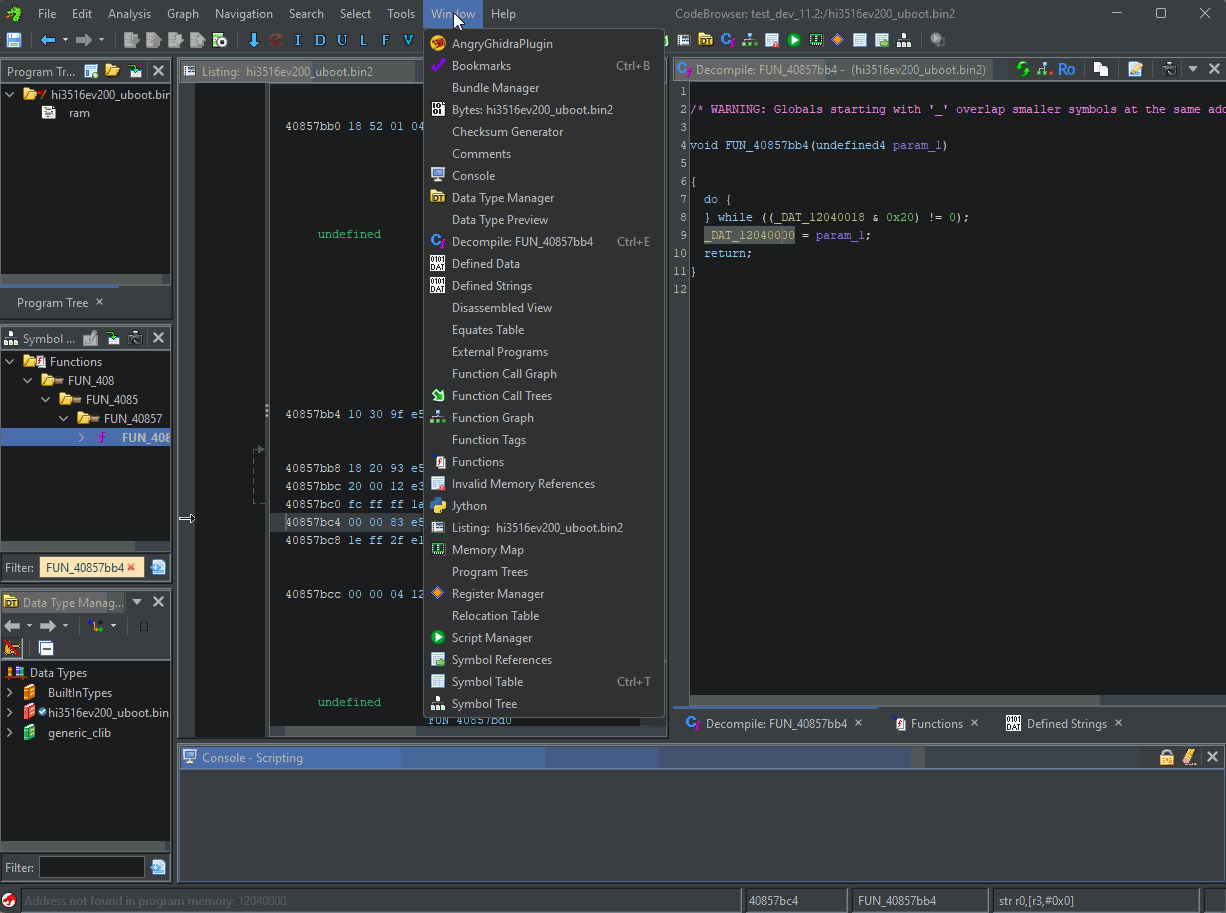 File Edit Analysis Graph Navigation Search Select Tools Window Help
CodeBrowser: test_dev_11.2:/hi3516ev200_uboot.bin2
I D U L F V
Program Tr...
hi3516ev200_uboot.bin
ram
Program Tree
Symbol ...
Functions
FUN_408
FUN_4085
FUN_40857
FUN_408
Filter: FUN_40857bb4
Data Type Manag...
Data Types
BuiltInTypes
hi3516ev200_uboot.bin
generic_clib
Filter:
Listing: hi3516ev200_uboot.bin2
40857bb0 18 52 01 04
undefined
40857bb4 10 30 9f e5
40857bb8 18 20 93 e5
40857bbc 20 00 12 e3
40857bc0 fc ff ff 1a
40857bc4 00 00 83 e5
40857bc8 1e ff 2f e1
40857bcc 00 00 04 12
undefined
FUN_40857bd0
AngryGhidraPlugin
Bookmarks Ctrl+B
Bundle Manager
Bytes: hi3516ev200_uboot.bin2
Checksum Generator
Comments
Console
Data Type Manager
Data Type Preview
Decompile: FUN_40857bb4 Ctrl+E
Defined Data
Defined Strings
Disassembled View
Equates Table
External Programs
Function Call Graph
Function Call Trees
Function Graph
Function Tags
Functions
Invalid Memory References
Jython
Listing: hi3516ev200_uboot.bin2
Memory Map
Program Trees
Register Manager
Relocation Table
Script Manager
Symbol References
Symbol Table Ctrl+T
Symbol Tree
Decompile: FUN_40857bb4 - (hi3516ev200_uboot.bin2)
Ro
1
2 /* WARNING: Globals starting with '_' overlap smaller symbols at the same add
3
4 void FUN_40857bb4(undefined4 param_1)
5
6 {
7 do {
8 } while ((_DAT_12040018 & 0x20) != 0);
9 _DAT_12040000 = param_1;
10 return;
11 }
12
Decompile: FUN_40857bb4 Functions Defined Strings
Console - Scripting
Address not found in program memory: 12040000
40857bc4
FUN_40857bb4
str r0,[r3,#0x0]